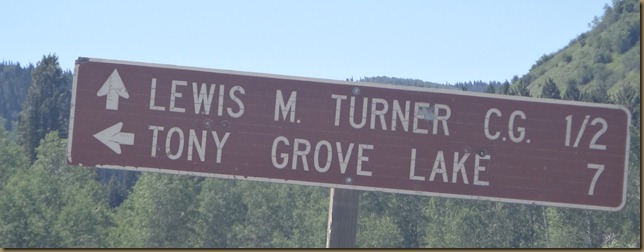 LEWIS M. TURNER C.G. 1/2
TONY GROVE LAKE 7